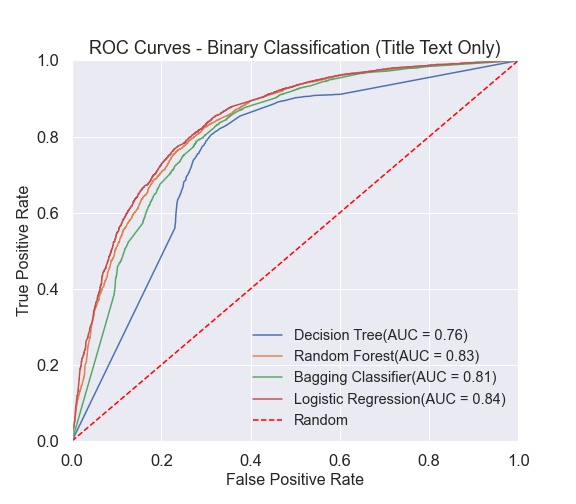 ROC Curves - Binary Classification (Title Text Only)
True Positive Rate
1.0
0.8
0.6
0.4
0.2
0.0
Decision Tree(AUC = 0.76)
Random Forest(AUC = 0.83)
Bagging Classifier(AUC = 0.81)
Logistic Regression(AUC = 0.84)
Random
0.0 0.2 0.4 0.6 0.8 1.0
False Positive Rate